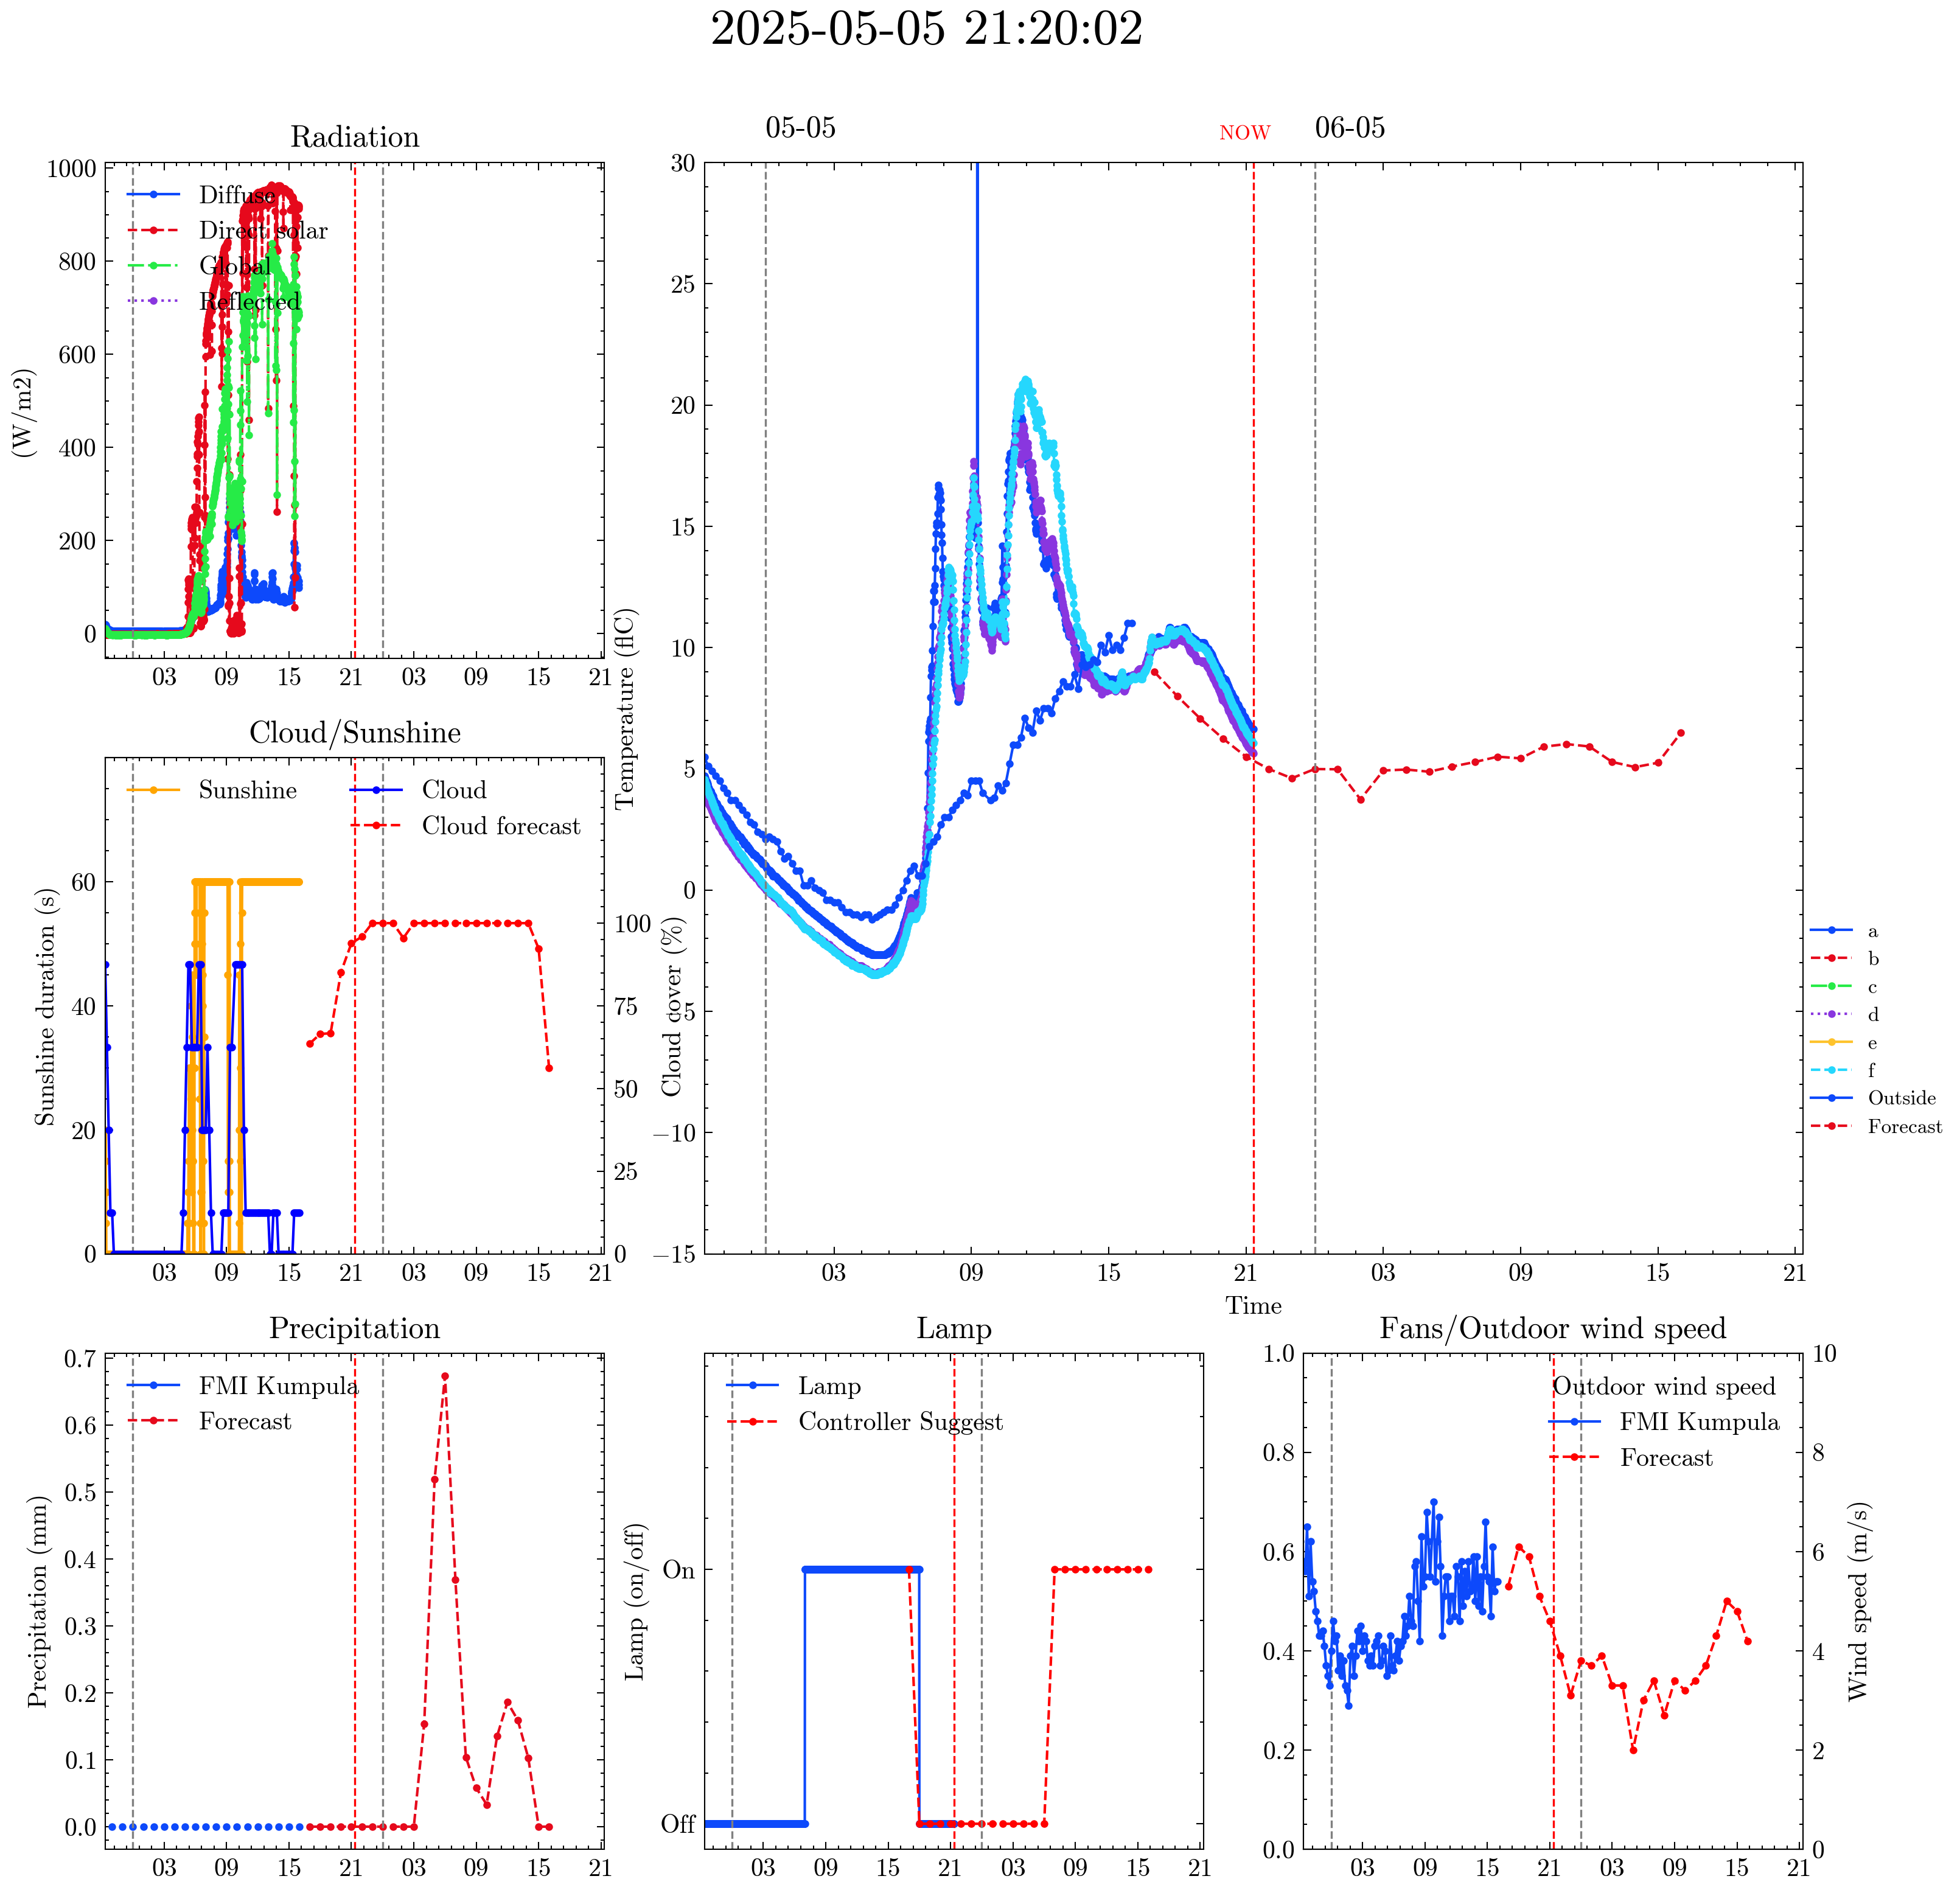 2025-05-05 21:20:02
Radiation
1000
800
600
400
200
0
(W/m2)
Diffuse
Direct solar
Global
Reflected
03 09 15 21 03 09 15 21
05-05
NOW
06-05
30
25
20
15
10
5
0
−5
−10
−15
Temperature (flC)
03 09 15 21 03 09 15 21
Time
a
b
c
d
e
f
Outside
Forecast
Cloud/Sunshine
Sunshine
Cloud
Cloud forecast
60
40
20
0
Sunshine duration (s)
100
75
50
25
0
Cloud cover (%)
03 09 15 21 03 09 15 21
Precipitation
0.7
0.6
0.5
0.4
0.3
0.2
0.1
0.0
Precipitation (mm)
FMI Kumpula
Forecast
03 09 15 21 03 09 15 21
Lamp
Lamp
Controller Suggest
On
Off
Lamp (on/off)
03 09 15 21 03 09 15 21
Fans/Outdoor wind speed
1.0
0.8
0.6
0.4
0.2
0.0
Outdoor wind speed
FMI Kumpula
Forecast
10
8
6
4
2
0
Wind speed (m/s)
03 09 15 21 03 09 15 21